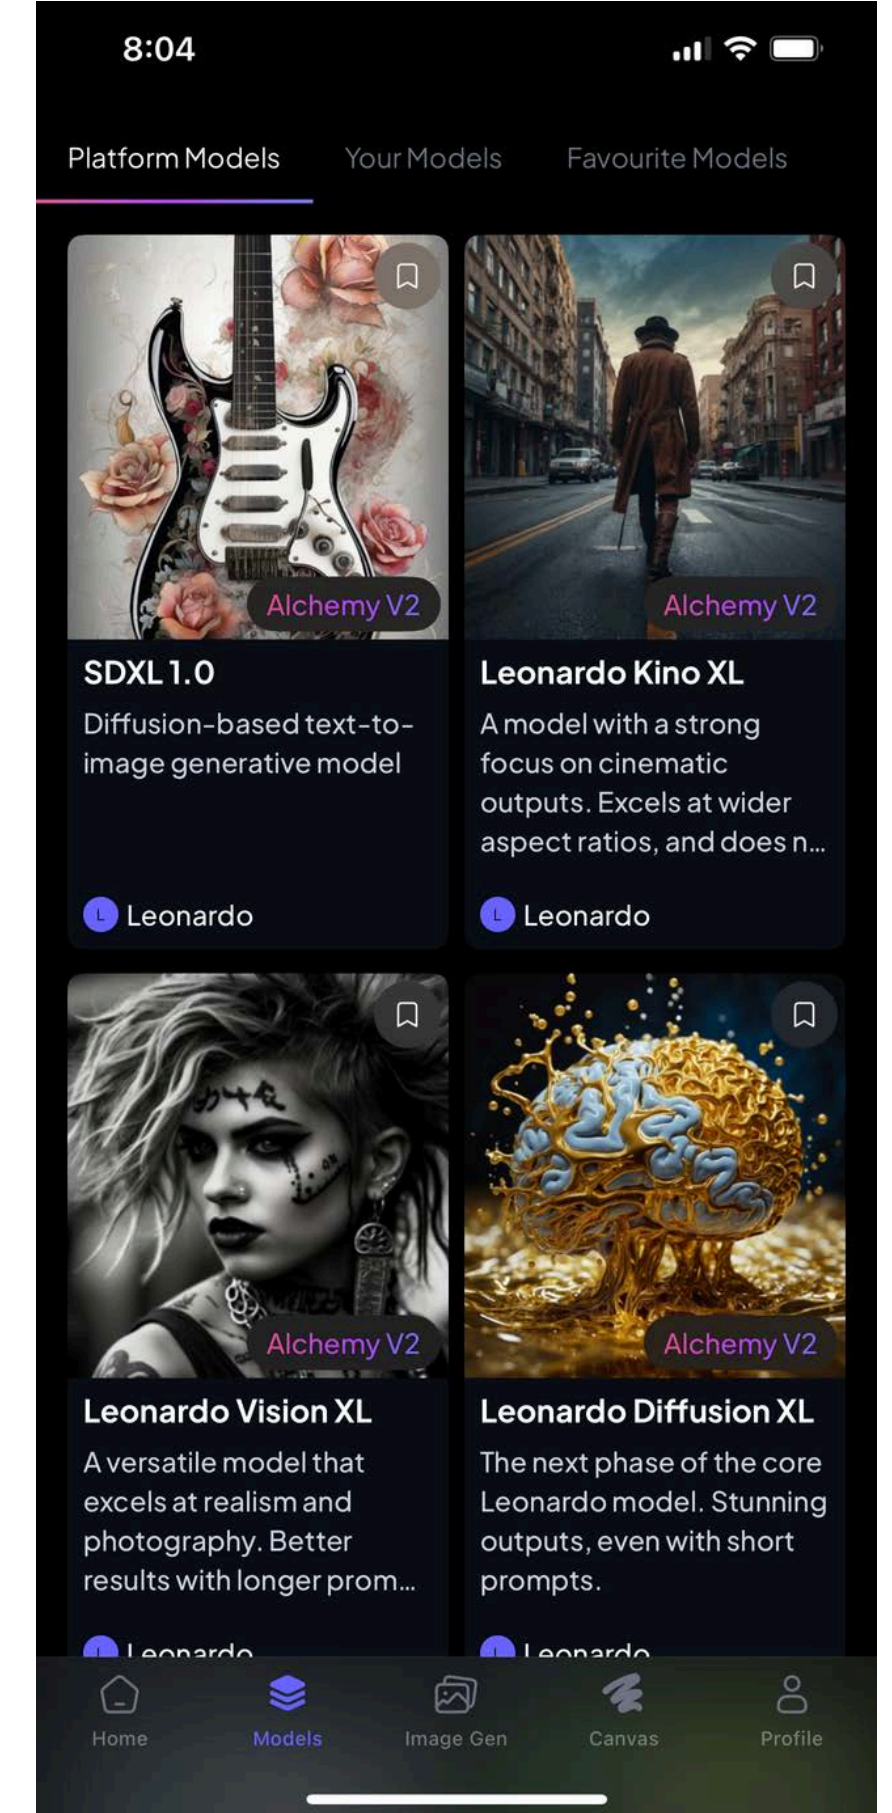 8:04
Platform Models
Your Models
Favourite Models
Alchemy V2
SDXL 1.0
Diffusion-based text-to-
image generative model
L Leonardo
Alchemy V2
Leonardo Kino XL
A model with a strong
focus on cinematic
outputs. Excels at wider
aspect ratios, and does n...
L Leonardo
Alchemy V2
Leonardo Vision XL
A versatile model that
excels at realism and
photography. Better
results with longer prom...
L Leonardo
Alchemy V2
Leonardo Diffusion XL
The next phase of the core
Leonardo model. Stunning
outputs, even with short
prompts.
L Leonardo
Home
Models
Image Gen
Canvas
Profile